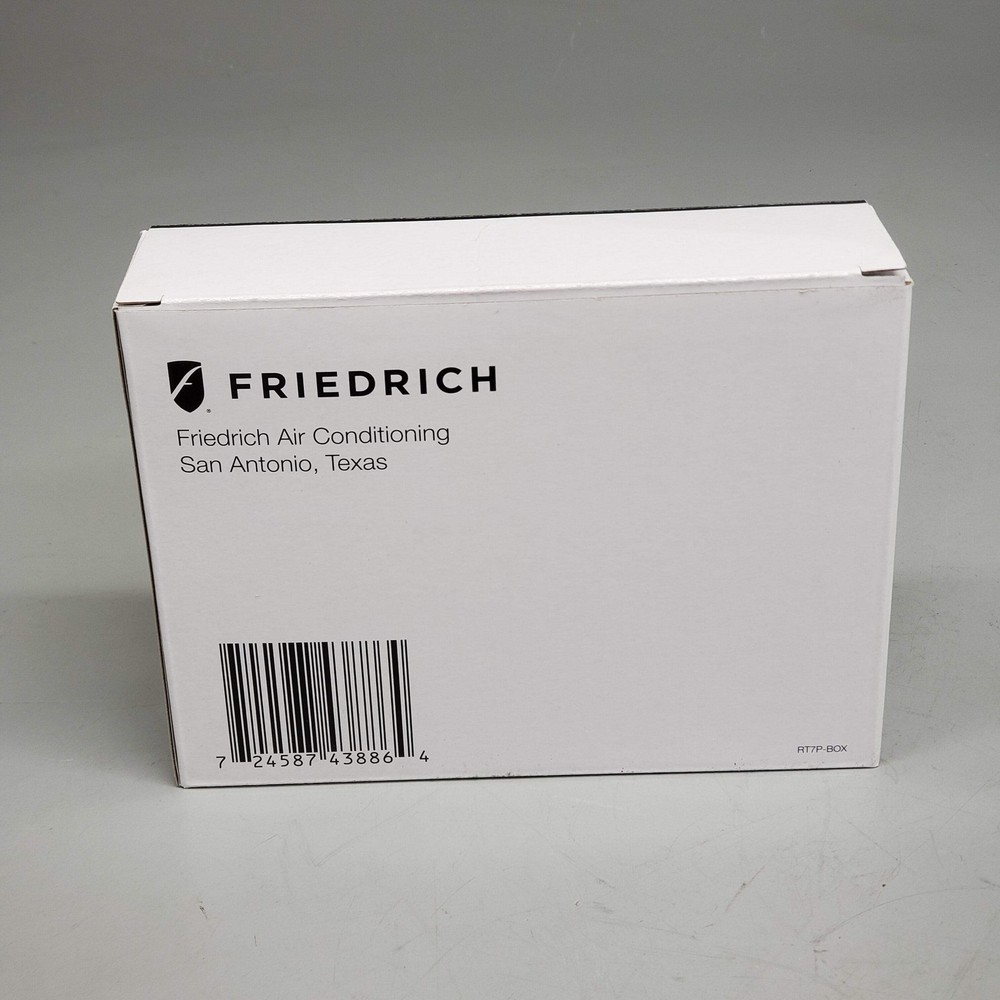 FRIEDRICH
®
Friedrich Air Conditioning
San Antonio, Texas
7 24587 43886 4
RT7P-BOX